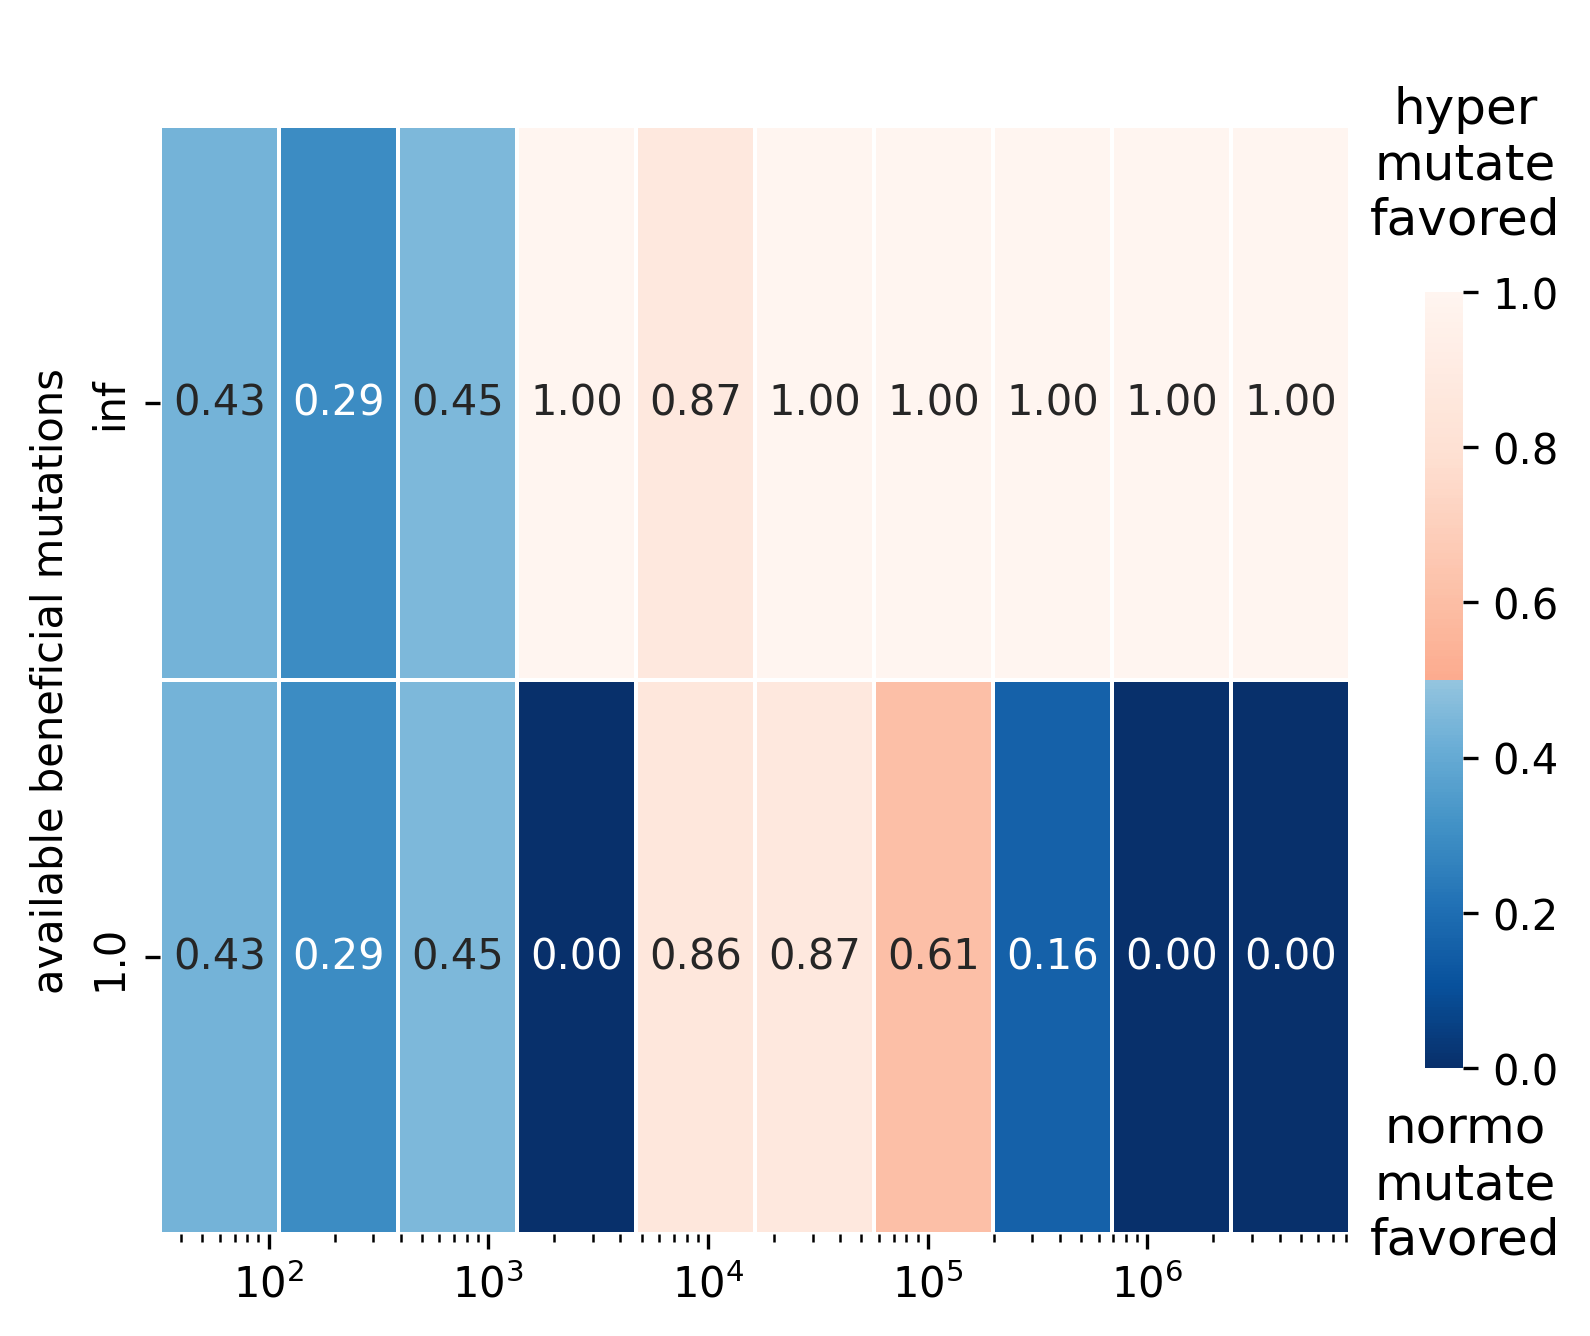 hyper
mutate
favored
available beneficial mutations
inf
0.43 0.29 0.45 1.00 0.87 1.00 1.00 1.00 1.00 1.00
1.0
0.43 0.29 0.45 0.00 0.86 0.87 0.61 0.16 0.00 0.00
10² 10³ 10⁴ 10⁵ 10⁶
1.0
0.8
0.6
0.4
0.2
0.0
normo
mutate
favored